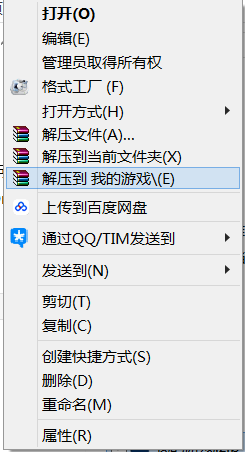 打开(O)
编辑(E)
管理员取得所有权
格式工厂 (F)
打开方式(H)
解压文件(A)...
解压到当前文件夹(X)
解压到 我的游戏\(E)
上传到百度网盘
通过QQ/TIM发送到
发送到(N)
剪切(T)
复制(C)
创建快捷方式(S)
删除(D)
重命名(M)
属性(R)